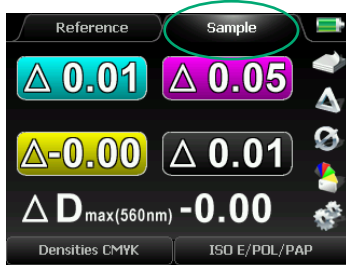 Reference Sample
Δ 0.01 Δ 0.05
Δ-0.00 Δ 0.01
Δ Dmax(560nm) -0.00
Densities CMYK ISO E/POL/PAP